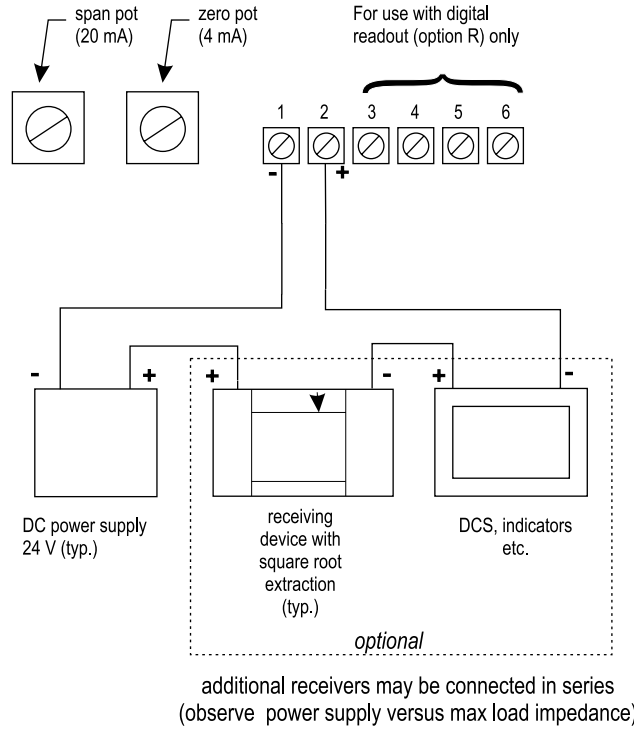 span pot
(20 mA)
zero pot
(4 mA)
For use with digital
readout (option R) only
1 2 3 4 5 6
- +
- + + - + -
DC power supply
24 V (typ.)
receiving
device with
square root
extraction
(typ.)
DCS, indicators
etc.
optional
additional receivers may be connected in series
(observe power supply versus max load impedance)